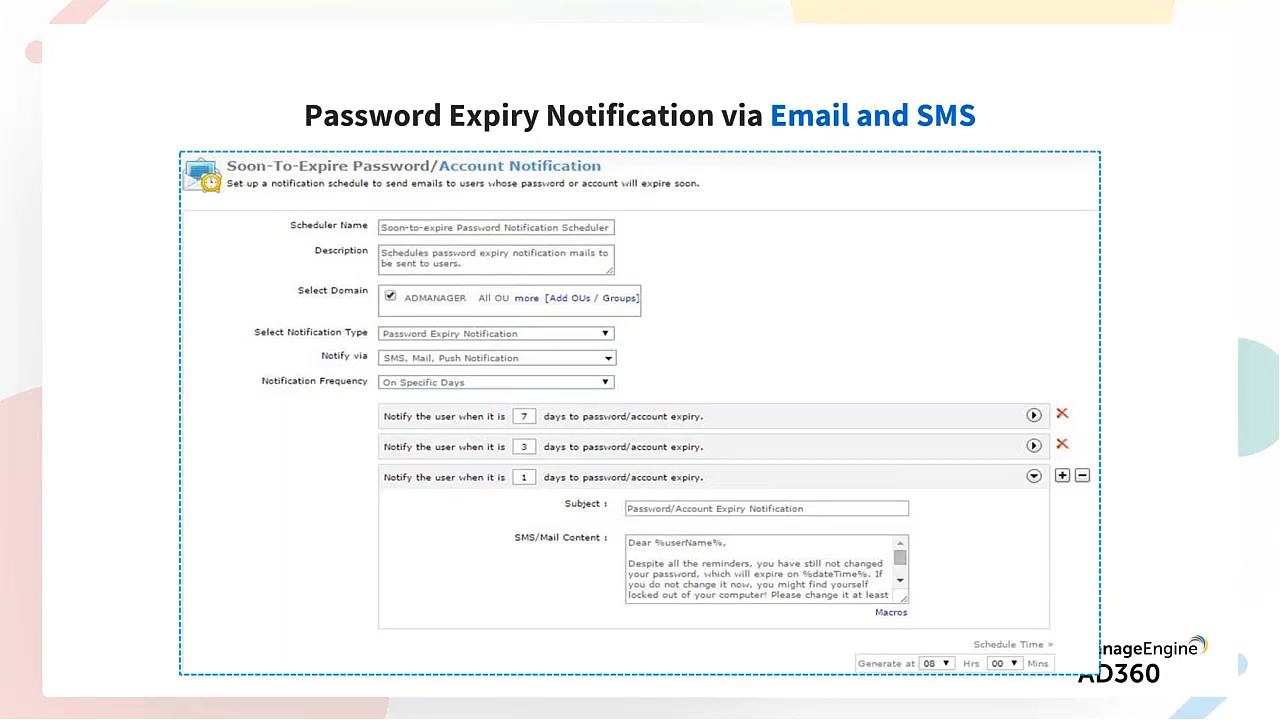 Password Expiry Notification via Email and SMS
Soon-To-Expire Password/Account Notification
Set up a notification schedule to send emails to users whose password or account will expire soon.
Scheduler Name
Soon-to-expire Password Notification Scheduler
Description
Schedules password expiry notification mails to
be sent to users.
Select Domain
ADMANAGER All OU more [Add OUs / Groups]
Select Notification Type
Password Expiry Notification
Notify via
SMS, Mail, Push Notification
Notification Frequency
On Specific Days
Notify the user when it is 7 days to password/account expiry.
Notify the user when it is 3 days to password/account expiry.
Notify the user when it is 1 days to password/account expiry.
Subject :
Password/Account Expiry Notification
SMS/Mail Content :
Dear %userName%,
Despite all the reminders, you have still not changed
your password, which will expire on %dateTime%. If
you do not change it now, you might find yourself
locked out of your computer! Please change it at least
Macros
Schedule Time »
Generate at 08 Hrs 00 Mins
nageEngine
AD360